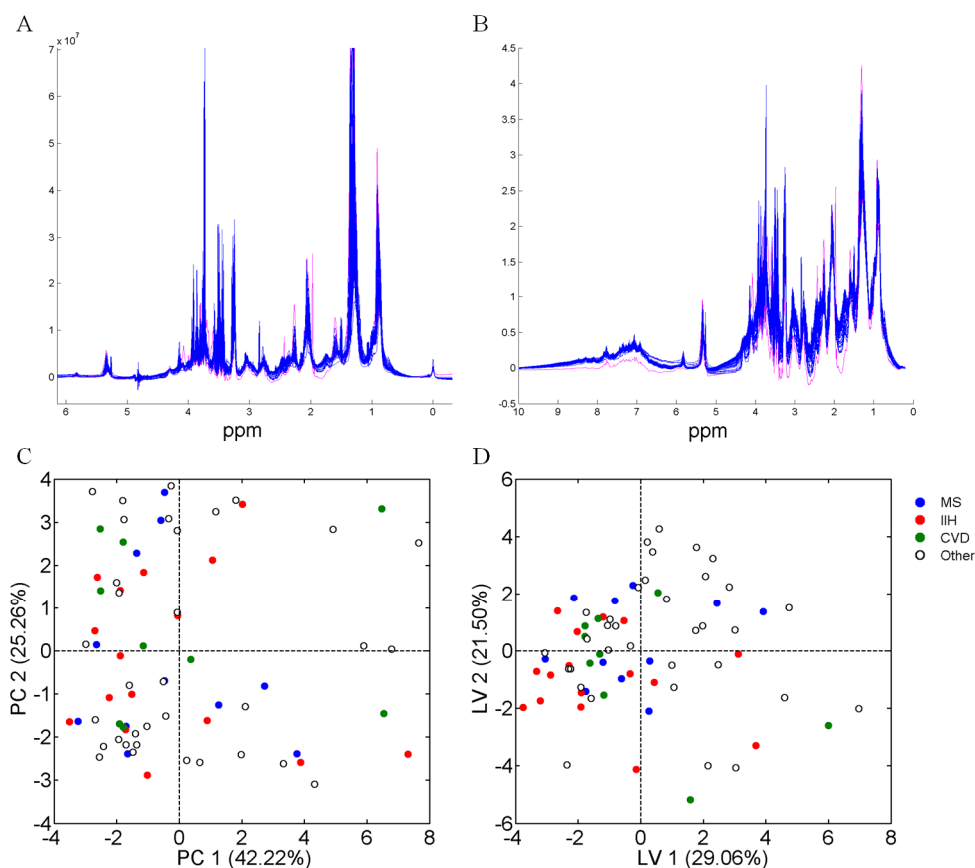 A
x 10^7
7
6
5
4
3
2
1
0
6 5 4 3 2 1 0
ppm
B
4.5
4
3.5
3
2.5
2
1.5
1
0.5
0
-0.5
10 9 8 7 6 5 4 3 2 1 0
ppm
C
4
3
2
1
0
-1
-2
-3
-4
-4 -2 0 2 4 6 8
PC 2 (25.26%)
PC 1 (42.22%)
D
6
4
2
0
-2
-4
-6
-4 -2 0 2 4 6 8
LV 2 (21.50%)
LV 1 (29.06%)
MS
IIH
CVD
Other